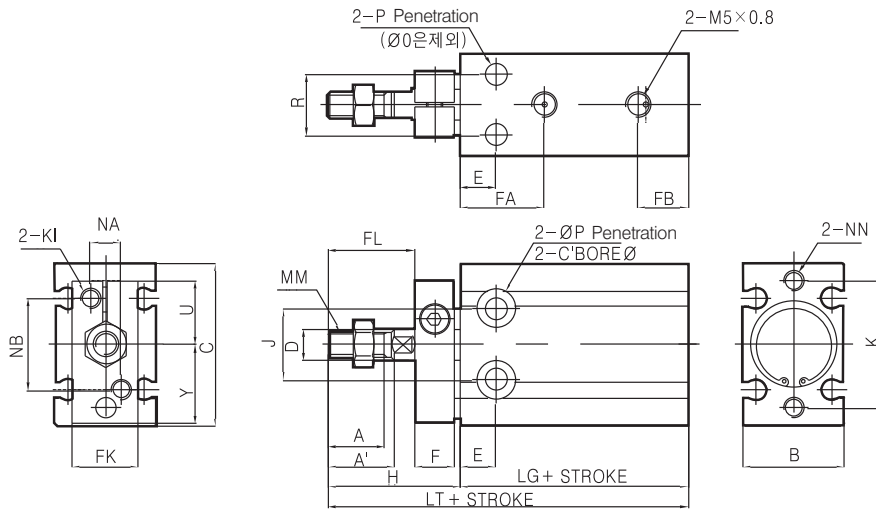 2-P Penetration
(Ø0은제외)
2-M5×0.8
R
E
FA
FB
NA
2-KI
FL
2-ØP Penetration
2-C'BOREØ
2-NN
MM
U
C
NB
J
D
K
Y
A
F
E
A'
FK
H
LG+ STROKE
B
LT+ STROKE